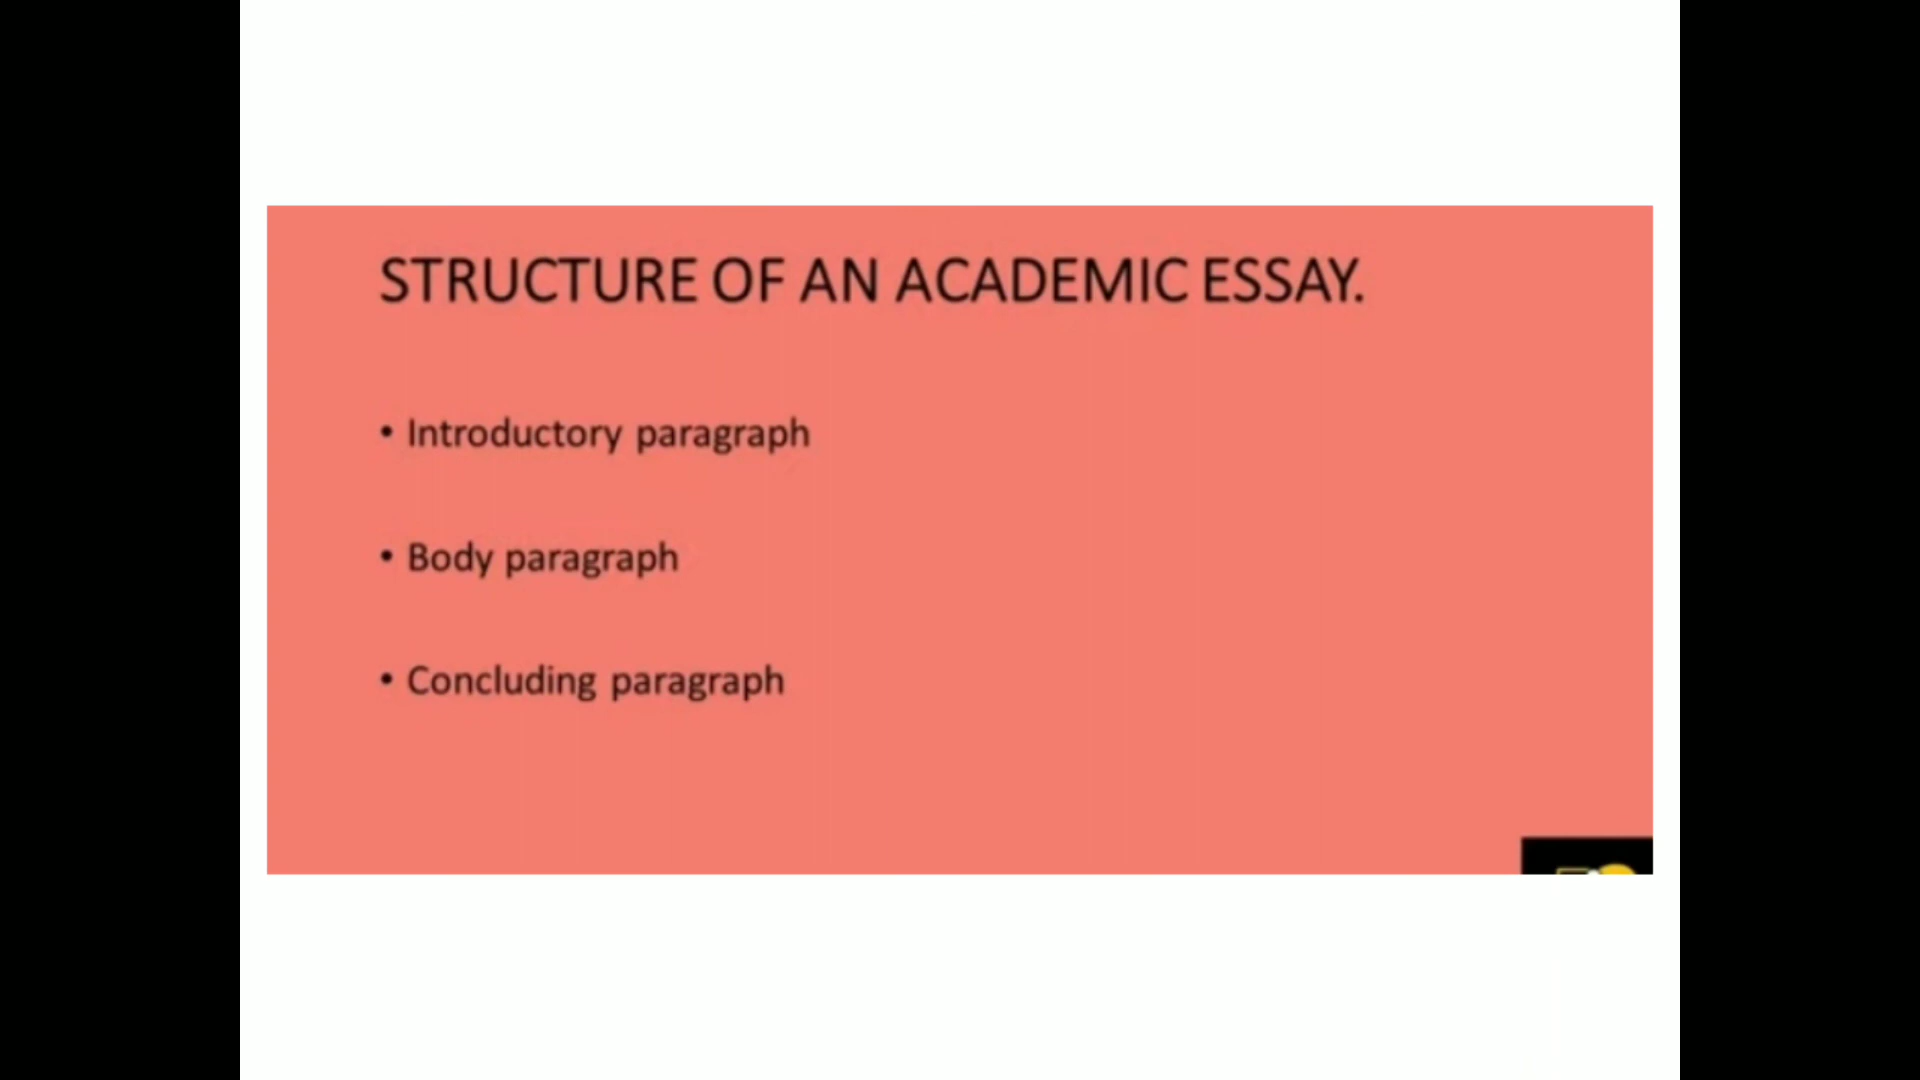 STRUCTURE OF AN ACADEMIC ESSAY.
• Introductory paragraph
• Body paragraph
• Concluding paragraph